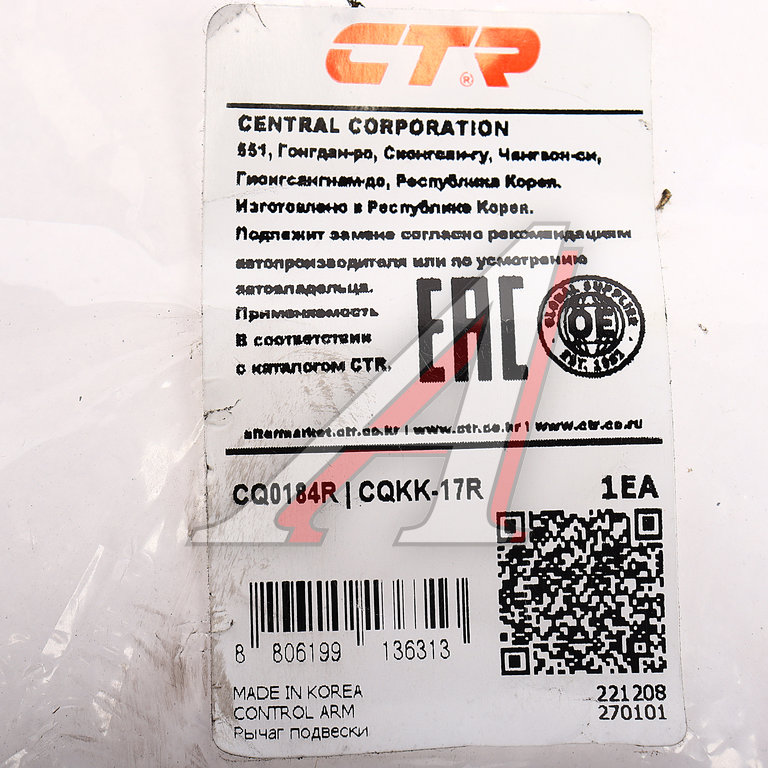 CTR®
CENTRAL CORPORATION
551, Гонгдан-ро, Сионгсан-гу, Чангвон-си,
Гионгсангнам-до, Республика Корея.
Изготовлено в Республике Корея.
Подлежит замене согласно рекомендациям
автопроизводителя или по усмотрению
автовладельца.
Применяемость
В соответствии
с каталогом CTR.
EAC
GLOBAL SUPPLIER
OE
EST. 1951
aftermarket.ctr.co.kr | www.ctr.co.kr | www.ctr.co.ru
CQ0184R | CQKK-17R 1EA
8 806199 136313
MADE IN KOREA 221208
CONTROL ARM 270101
Рычаг подвески